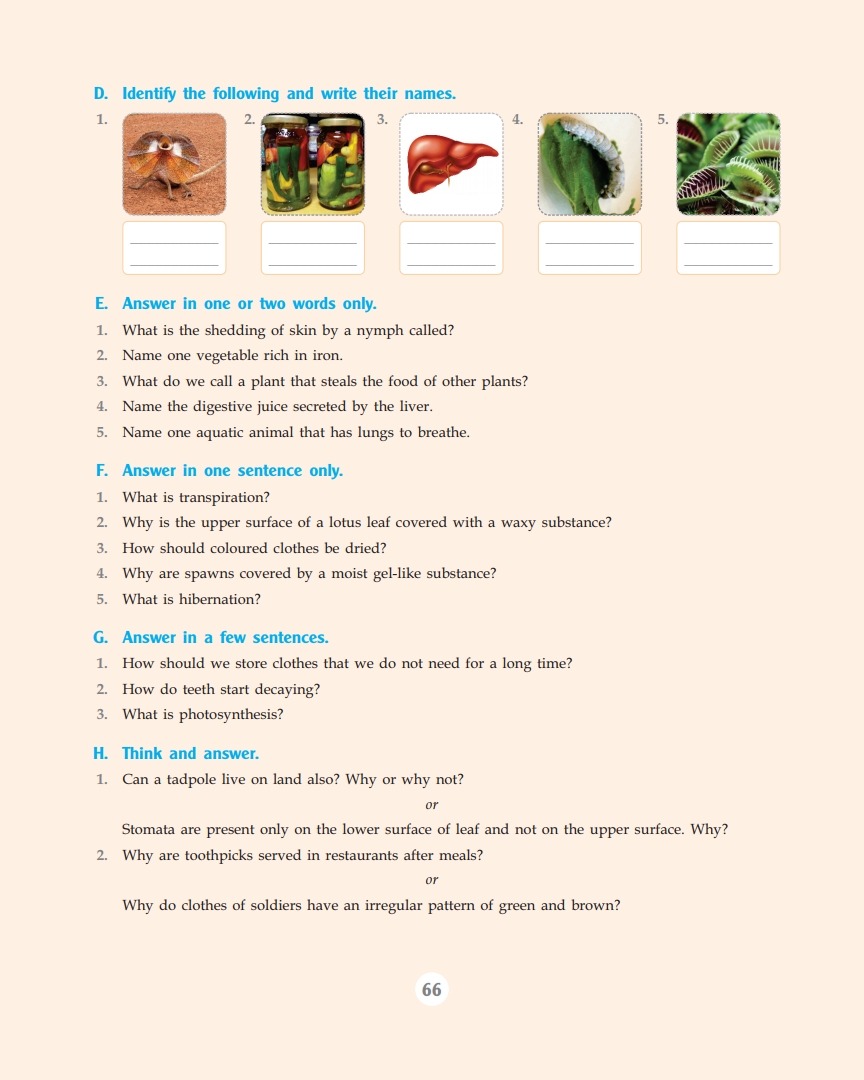 D. Identify the following and write their names.
1. 2. 3. 4. 5.
E. Answer in one or two words only.
1. What is the shedding of skin by a nymph called?
2. Name one vegetable rich in iron.
3. What do we call a plant that steals the food of other plants?
4. Name the digestive juice secreted by the liver.
5. Name one aquatic animal that has lungs to breathe.
F. Answer in one sentence only.
1. What is transpiration?
2. Why is the upper surface of a lotus leaf covered with a waxy substance?
3. How should coloured clothes be dried?
4. Why are spawns covered by a moist gel-like substance?
5. What is hibernation?
G. Answer in a few sentences.
1. How should we store clothes that we do not need for a long time?
2. How do teeth start decaying?
3. What is photosynthesis?
H. Think and answer.
1. Can a tadpole live on land also? Why or why not?
or
Stomata are present only on the lower surface of leaf and not on the upper surface. Why?
2. Why are toothpicks served in restaurants after meals?
or
Why do clothes of soldiers have an irregular pattern of green and brown?
66